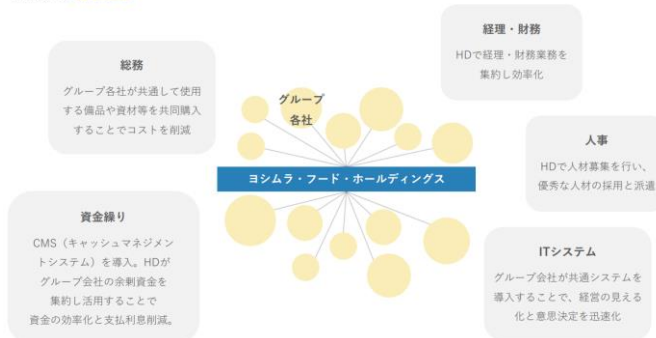 総務
グループ各社が共通して使用
する備品や資材等を共同購入
することでコストを削減
資金繰り
CMS（キャッシュマネジメン
トシステム）を導入。HDが
グループ会社の余剰資金を
集約し活用することで
資金の効率化と支払利息削減。
グループ
各社
ヨシムラ・フード・ホールディングス
経理・財務
HDで経理・財務業務を
集約し効率化
人事
HDで人材募集を行い、
優秀な人材の採用と派遣
ITシステム
グループ会社が共通システムを
導入することで、経営の見える
化と意思決定を迅速化